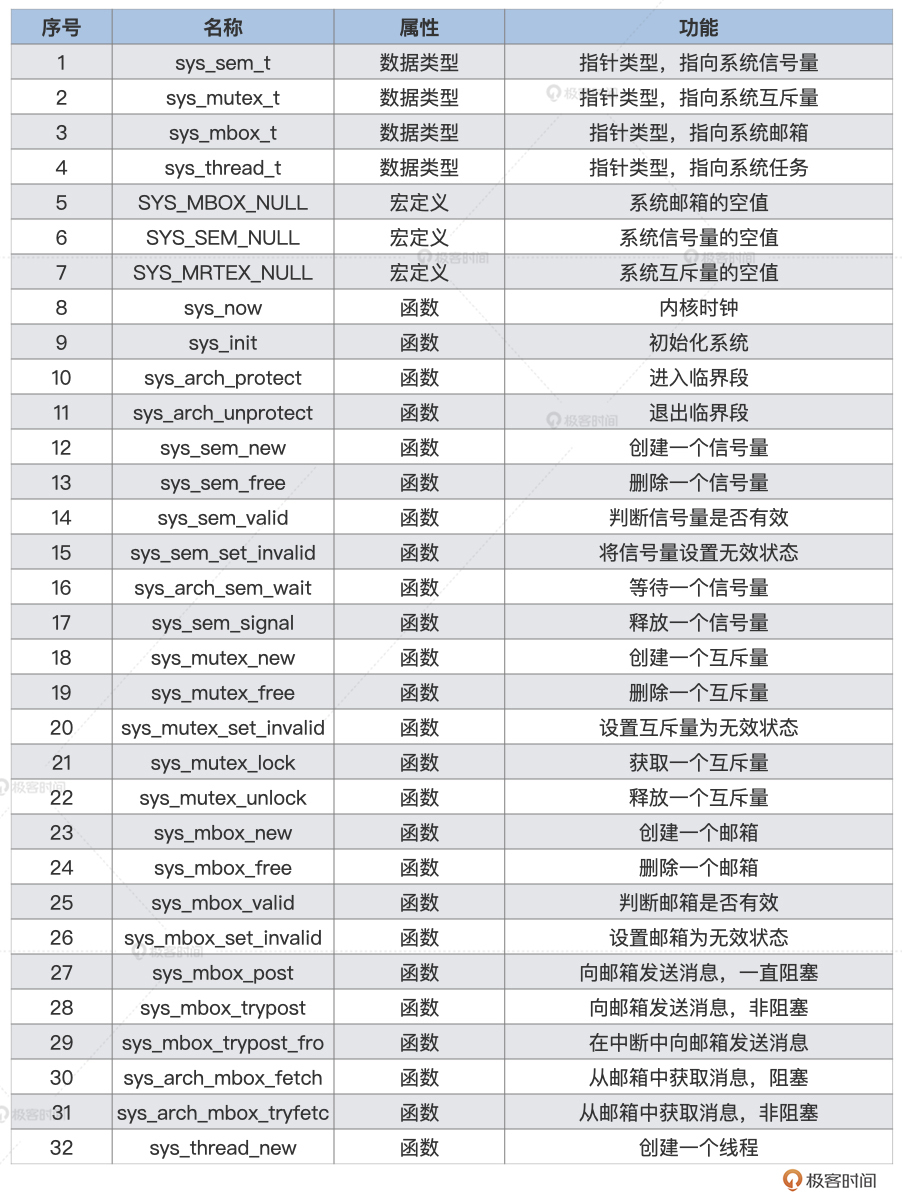 序号 名称 属性 功能
1 sys_sem_t 数据类型 指针类型，指向系统信号量
2 sys_mutex_t 数据类型 指针类型，指向系统互斥量
3 sys_mbox_t 数据类型 指针类型，指向系统邮箱
4 sys_thread_t 数据类型 指针类型，指向系统任务
5 SYS_MBOX_NULL 宏定义 系统邮箱的空值
6 SYS_SEM_NULL 宏定义 系统信号量的空值
7 SYS_MRTEX_NULL 宏定义 系统互斥量的空值
8 sys_now 函数 内核时钟
9 sys_init 函数 初始化系统
10 sys_arch_protect 函数 进入临界段
11 sys_arch_unprotect 函数 退出临界段
12 sys_sem_new 函数 创建一个信号量
13 sys_sem_free 函数 删除一个信号量
14 sys_sem_valid 函数 判断信号量是否有效
15 sys_sem_set_invalid 函数 将信号量设置无效状态
16 sys_arch_sem_wait 函数 等待一个信号量
17 sys_sem_signal 函数 释放一个信号量
18 sys_mutex_new 函数 创建一个互斥量
19 sys_mutex_free 函数 删除一个互斥量
20 sys_mutex_set_invalid 函数 设置互斥量为无效状态
21 sys_mutex_lock 函数 获取一个互斥量
22 sys_mutex_unlock 函数 释放一个互斥量
23 sys_mbox_new 函数 创建一个邮箱
24 sys_mbox_free 函数 删除一个邮箱
25 sys_mbox_valid 函数 判断邮箱是否有效
26 sys_mbox_set_invalid 函数 设置邮箱为无效状态
27 sys_mbox_post 函数 向邮箱发送消息，一直阻塞
28 sys_mbox_trypost 函数 向邮箱发送消息，非阻塞
29 sys_mbox_trypost_fro 函数 在中断中向邮箱发送消息
30 sys_arch_mbox_fetch 函数 从邮箱中获取消息，阻塞
31 sys_arch_mbox_tryfetc 函数 从邮箱中获取消息，非阻塞
32 sys_thread_new 函数 创建一个线程
极客时间